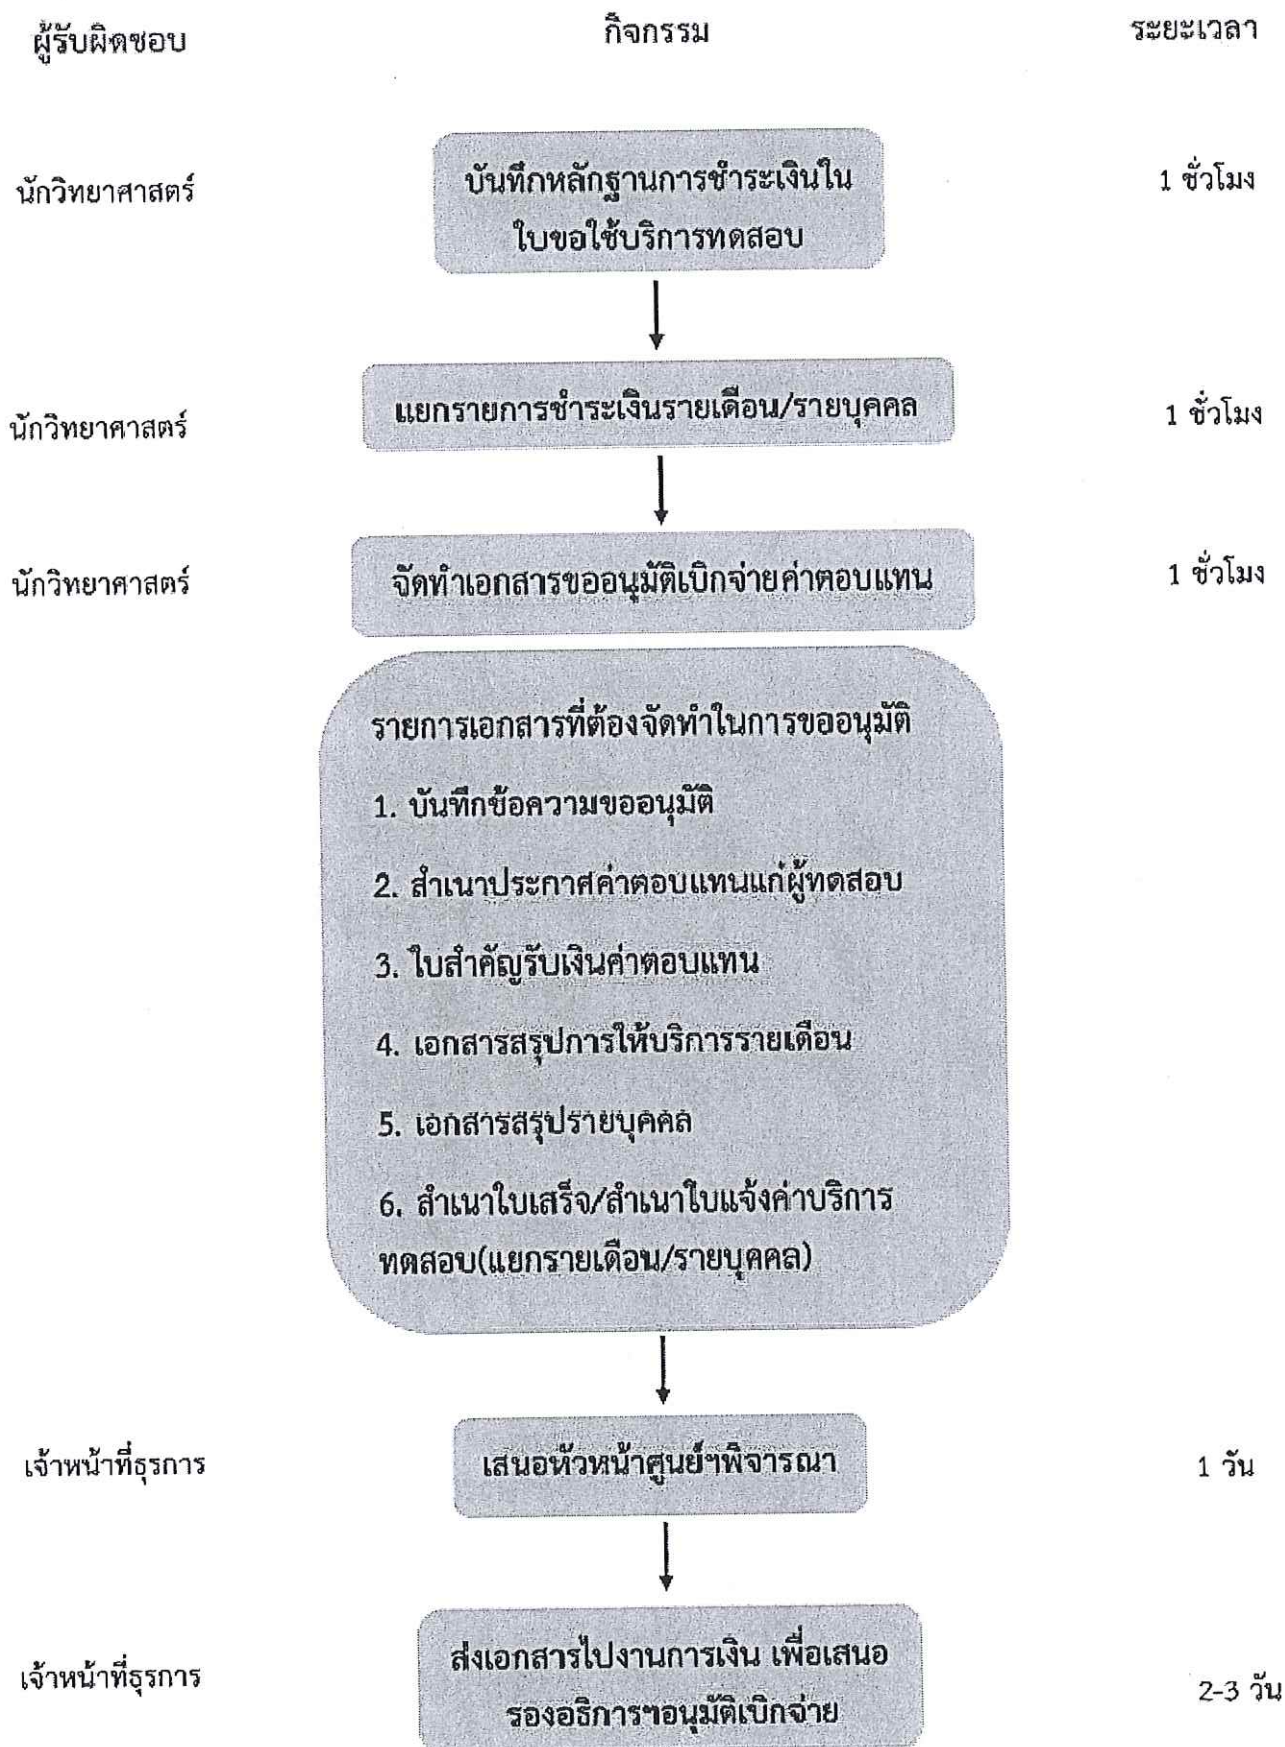 ผู้รับผิดชอบ กิจกรรม ระยะเวลา
นักวิทยาศาสตร์ บันทึกหลักฐานการชำระเงินใน 1 ชั่วโมง
ใบขอใช้บริการทดสอบ
นักวิทยาศาสตร์ แยกรายการชำระเงินรายเดือน/รายบุคคล 1 ชั่วโมง
นักวิทยาศาสตร์ จัดทำเอกสารขออนุมัติเบิกจ่ายค่าตอบแทน 1 ชั่วโมง
รายการเอกสารที่ต้องจัดทำในการขออนุมัติ
1. บันทึกข้อความขออนุมัติ
2. สำเนาประกาศค่าตอบแทนแก่ผู้ทดสอบ
3. ใบสำคัญรับเงินค่าตอบแทน
4. เอกสารสรุปการให้บริการรายเดือน
5. เอกสารสรุปรายบุคคล
6. สำเนาใบเสร็จ/สำเนาใบแจ้งค่าบริการ
ทดสอบ(แยกรายเดือน/รายบุคคล)
เจ้าหน้าที่ธุรการ เสนอหัวหน้าศูนย์ฯพิจารณา 1 วัน
เจ้าหน้าที่ธุรการ ส่งเอกสารไปงานการเงิน เพื่อเสนอ 2-3 วัน
รองอธิการฯอนุมัติเบิกจ่าย